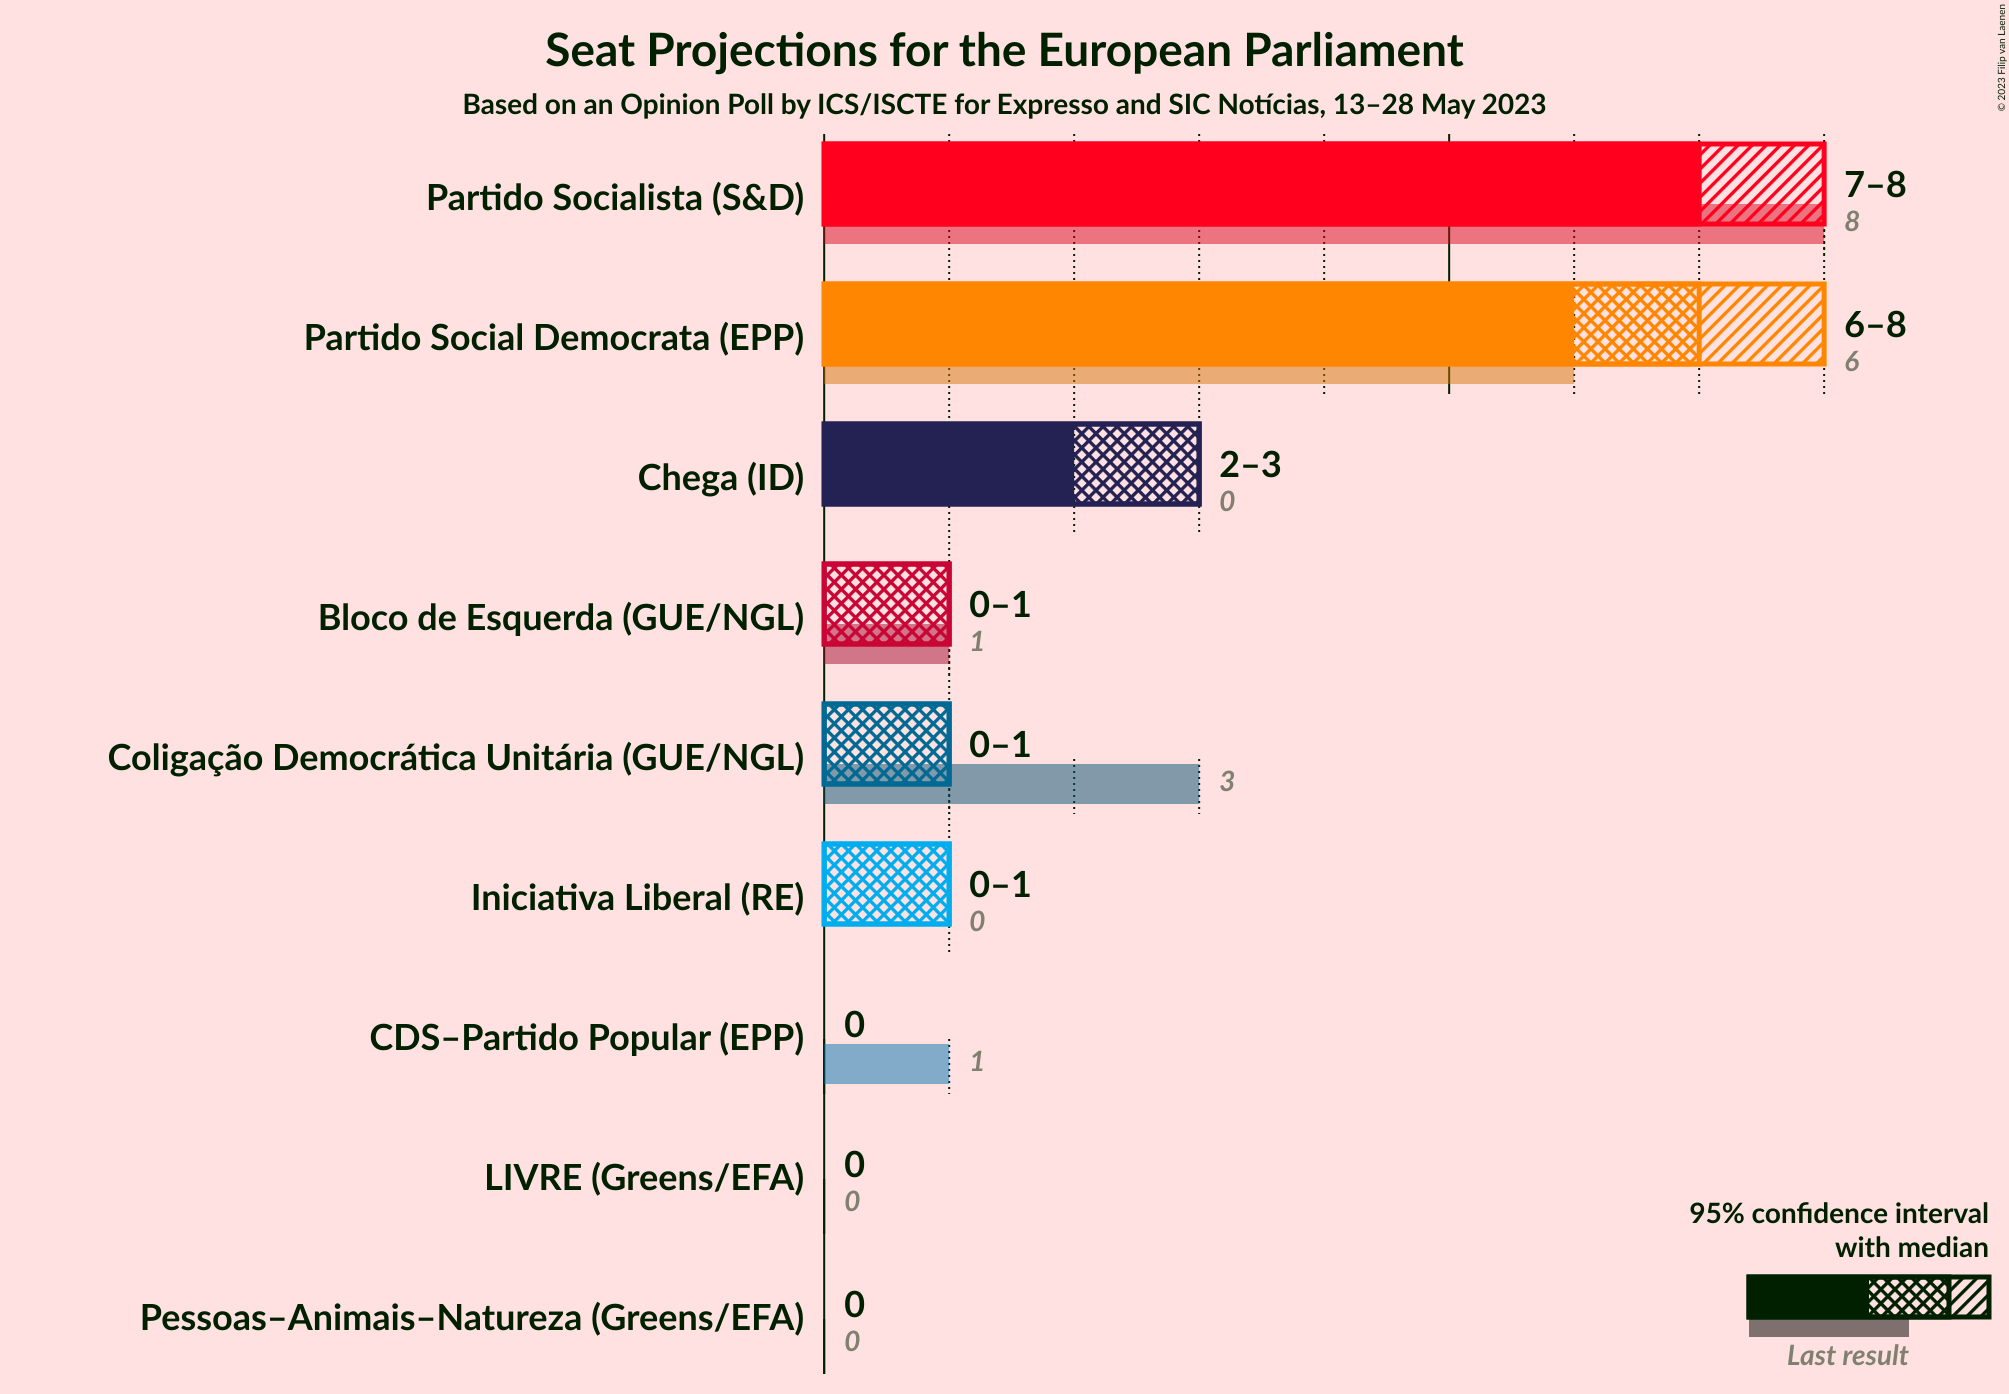 Seat Projections for the European Parliament
Based on an Opinion Poll by ICS/ISCTE for Expresso and SIC Notícias, 13–28 May 2023
© 2023 Filip van Laenen
Partido Socialista (S&D)
7–8
8
Partido Social Democrata (EPP)
6–8
6
Chega (ID)
2–3
0
Bloco de Esquerda (GUE/NGL)
0–1
1
Coligação Democrática Unitária (GUE/NGL)
0–1
3
Iniciativa Liberal (RE)
0–1
0
CDS–Partido Popular (EPP)
0
1
LIVRE (Greens/EFA)
0
0
Pessoas–Animais–Natureza (Greens/EFA)
0
0
95% confidence interval
with median
Last result